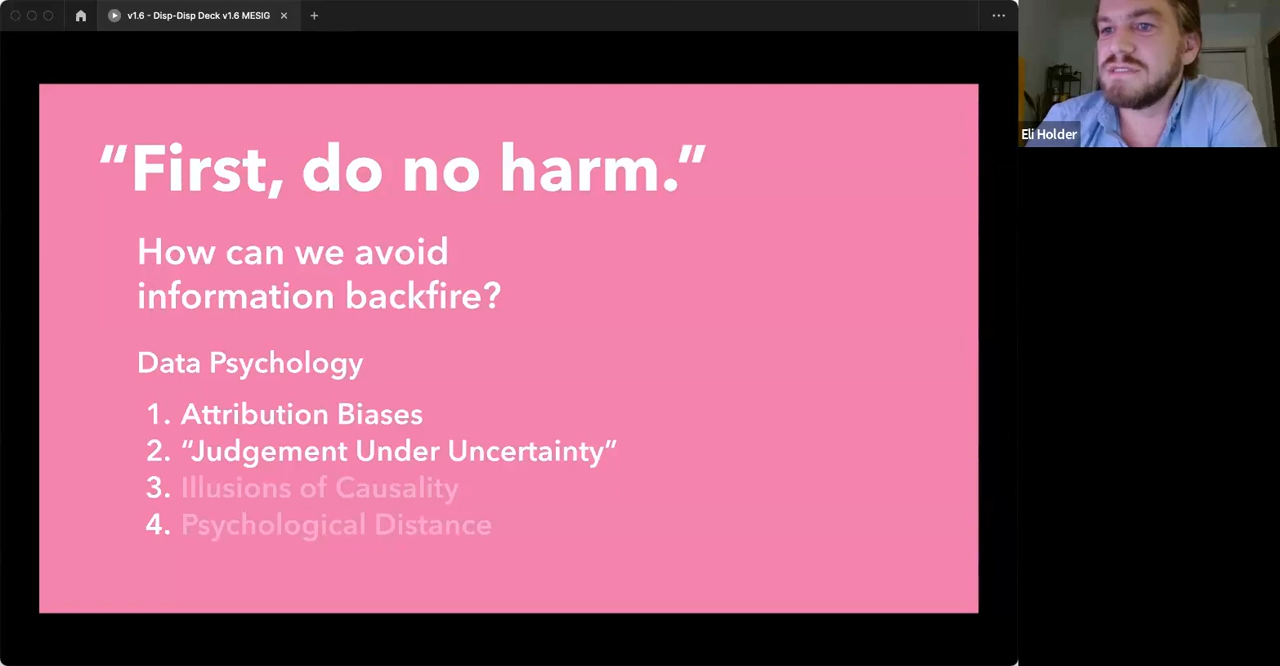 v1.6 - Disp-Disp Deck v1.6 MESIG
“First, do no harm.”
How can we avoid
information backfire?
Data Psychology
1. Attribution Biases
2. “Judgement Under Uncertainty”
3. Illusions of Causality
4. Psychological Distance
Eli Holder